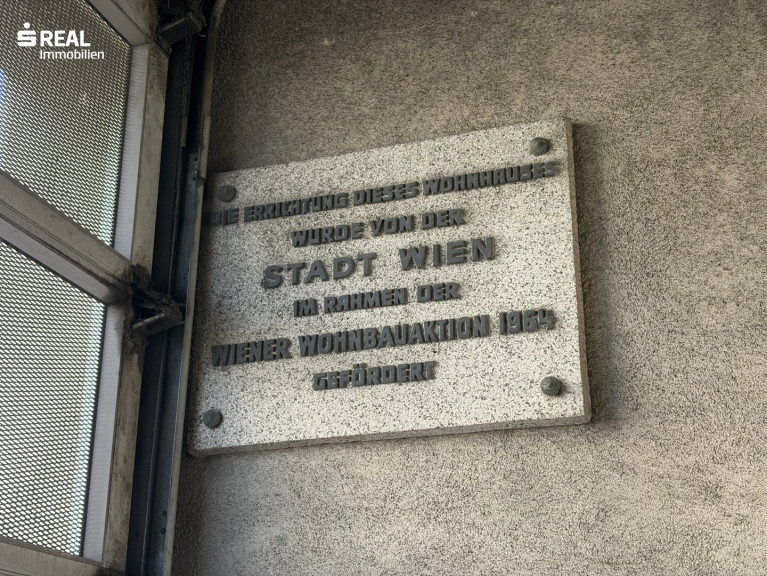 S REAL
Immobilien
DIE ERRICHTUNG DIESES WOHNHAUSES
WURDE VON DER
STADT WIEN
IM RAHMEN DER
WIENER WOHNBAUAKTION 1964
GEFÖRDERT